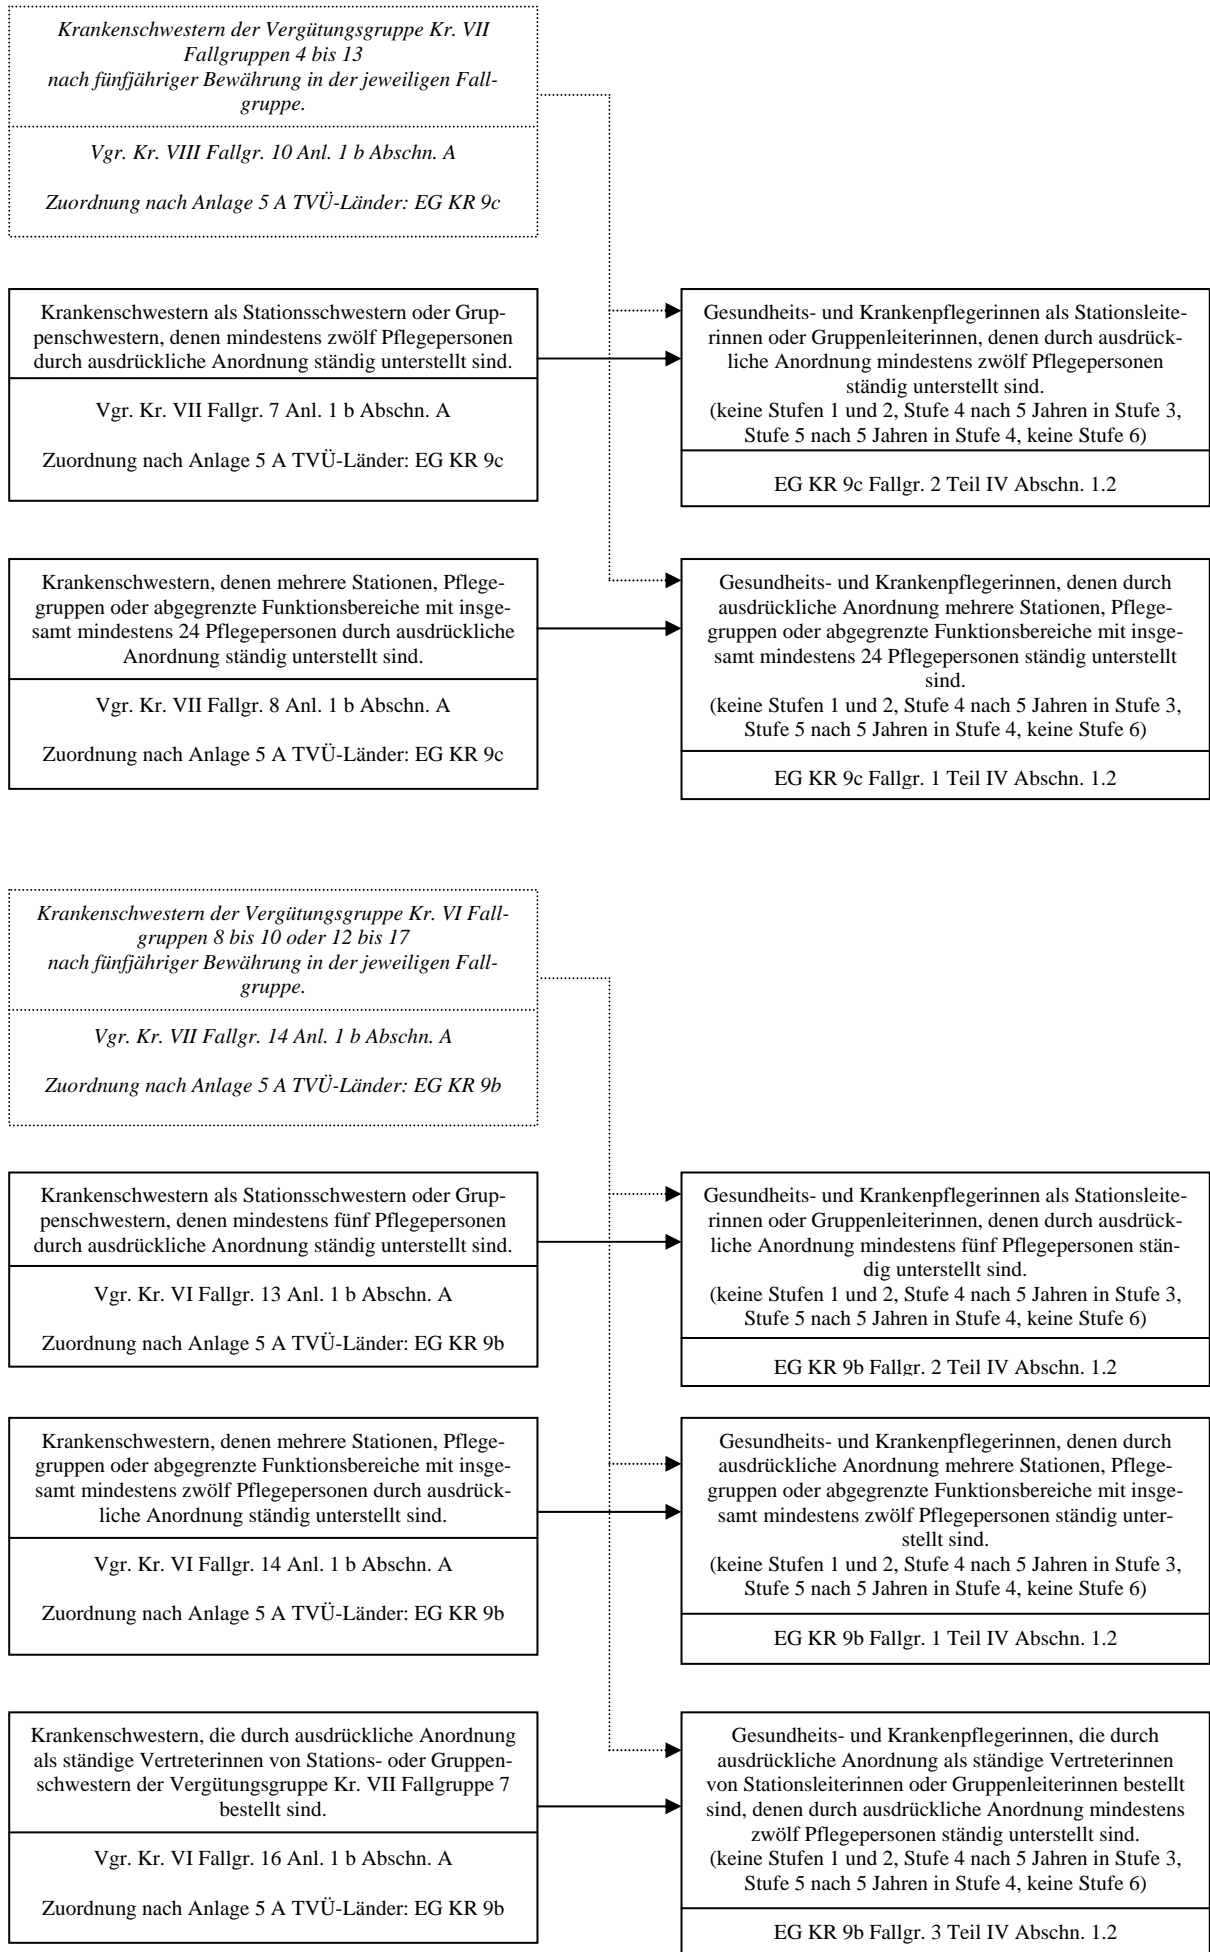 Krankenschwestern der Vergütungsgruppe Kr. VII
Fallgruppen 4 bis 13
nach fünfjähriger Bewährung in der jeweiligen Fall-
gruppe.
Vgr. Kr. VIII Fallgr. 10 Anl. 1 b Abschn. A
Zuordnung nach Anlage 5 A TVÜ-Länder: EG KR 9c
Krankenschwestern als Stationsschwestern oder Grup-
penschwestern, denen mindestens zwölf Pflegepersonen
durch ausdrückliche Anordnung ständig unterstellt sind.
Vgr. Kr. VII Fallgr. 7 Anl. 1 b Abschn. A
Zuordnung nach Anlage 5 A TVÜ-Länder: EG KR 9c
Gesundheits- und Krankenpflegerinnen als Stationsleite-
rinnen oder Gruppenleiterinnen, denen durch ausdrück-
liche Anordnung mindestens zwölf Pflegepersonen
ständig unterstellt sind.
(keine Stufen 1 und 2, Stufe 4 nach 5 Jahren in Stufe 3,
Stufe 5 nach 5 Jahren in Stufe 4, keine Stufe 6)
EG KR 9c Fallgr. 2 Teil IV Abschn. 1.2
Krankenschwestern, denen mehrere Stationen, Pflege-
gruppen oder abgegrenzte Funktionsbereiche mit insge-
samt mindestens 24 Pflegepersonen durch ausdrückliche
Anordnung ständig unterstellt sind.
Vgr. Kr. VII Fallgr. 8 Anl. 1 b Abschn. A
Zuordnung nach Anlage 5 A TVÜ-Länder: EG KR 9c
Gesundheits- und Krankenpflegerinnen, denen durch
ausdrückliche Anordnung mehrere Stationen, Pflege-
gruppen oder abgegrenzte Funktionsbereiche mit insge-
samt mindestens 24 Pflegepersonen ständig unterstellt
sind.
(keine Stufen 1 und 2, Stufe 4 nach 5 Jahren in Stufe 3,
Stufe 5 nach 5 Jahren in Stufe 4, keine Stufe 6)
EG KR 9c Fallgr. 1 Teil IV Abschn. 1.2
Krankenschwestern der Vergütungsgruppe Kr. VI Fall-
gruppen 8 bis 10 oder 12 bis 17
nach fünfjähriger Bewährung in der jeweiligen Fall-
gruppe.
Vgr. Kr. VII Fallgr. 14 Anl. 1 b Abschn. A
Zuordnung nach Anlage 5 A TVÜ-Länder: EG KR 9b
Krankenschwestern als Stationsschwestern oder Grup-
penschwestern, denen mindestens fünf Pflegepersonen
durch ausdrückliche Anordnung ständig unterstellt sind.
Vgr. Kr. VI Fallgr. 13 Anl. 1 b Abschn. A
Zuordnung nach Anlage 5 A TVÜ-Länder: EG KR 9b
Gesundheits- und Krankenpflegerinnen als Stationsleite-
rinnen oder Gruppenleiterinnen, denen durch ausdrück-
liche Anordnung mindestens fünf Pflegepersonen stän-
dig unterstellt sind.
(keine Stufen 1 und 2, Stufe 4 nach 5 Jahren in Stufe 3,
Stufe 5 nach 5 Jahren in Stufe 4, keine Stufe 6)
EG KR 9b Fallgr. 2 Teil IV Abschn. 1.2
Krankenschwestern, denen mehrere Stationen, Pflege-
gruppen oder abgegrenzte Funktionsbereiche mit insge-
samt mindestens zwölf Pflegepersonen durch ausdrück-
liche Anordnung ständig unterstellt sind.
Vgr. Kr. VI Fallgr. 14 Anl. 1 b Abschn. A
Zuordnung nach Anlage 5 A TVÜ-Länder: EG KR 9b
Gesundheits- und Krankenpflegerinnen, denen durch
ausdrückliche Anordnung mehrere Stationen, Pflege-
gruppen oder abgegrenzte Funktionsbereiche mit insge-
samt mindestens zwölf Pflegepersonen ständig unter-
stellt sind.
(keine Stufen 1 und 2, Stufe 4 nach 5 Jahren in Stufe 3,
Stufe 5 nach 5 Jahren in Stufe 4, keine Stufe 6)
EG KR 9b Fallgr. 1 Teil IV Abschn. 1.2
Krankenschwestern, die durch ausdrückliche Anordnung
als ständige Vertreterinnen von Stations- oder Gruppen-
schwestern der Vergütungsgruppe Kr. VII Fallgruppe 7
bestellt sind.
Vgr. Kr. VI Fallgr. 16 Anl. 1 b Abschn. A
Zuordnung nach Anlage 5 A TVÜ-Länder: EG KR 9b
Gesundheits- und Krankenpflegerinnen, die durch
ausdrückliche Anordnung als ständige Vertreterinnen
von Stationsleiterinnen oder Gruppenleiterinnen bestellt
sind, denen durch ausdrückliche Anordnung mindestens
zwölf Pflegepersonen ständig unterstellt sind.
(keine Stufen 1 und 2, Stufe 4 nach 5 Jahren in Stufe 3,
Stufe 5 nach 5 Jahren in Stufe 4, keine Stufe 6)
EG KR 9b Fallgr. 3 Teil IV Abschn. 1.2